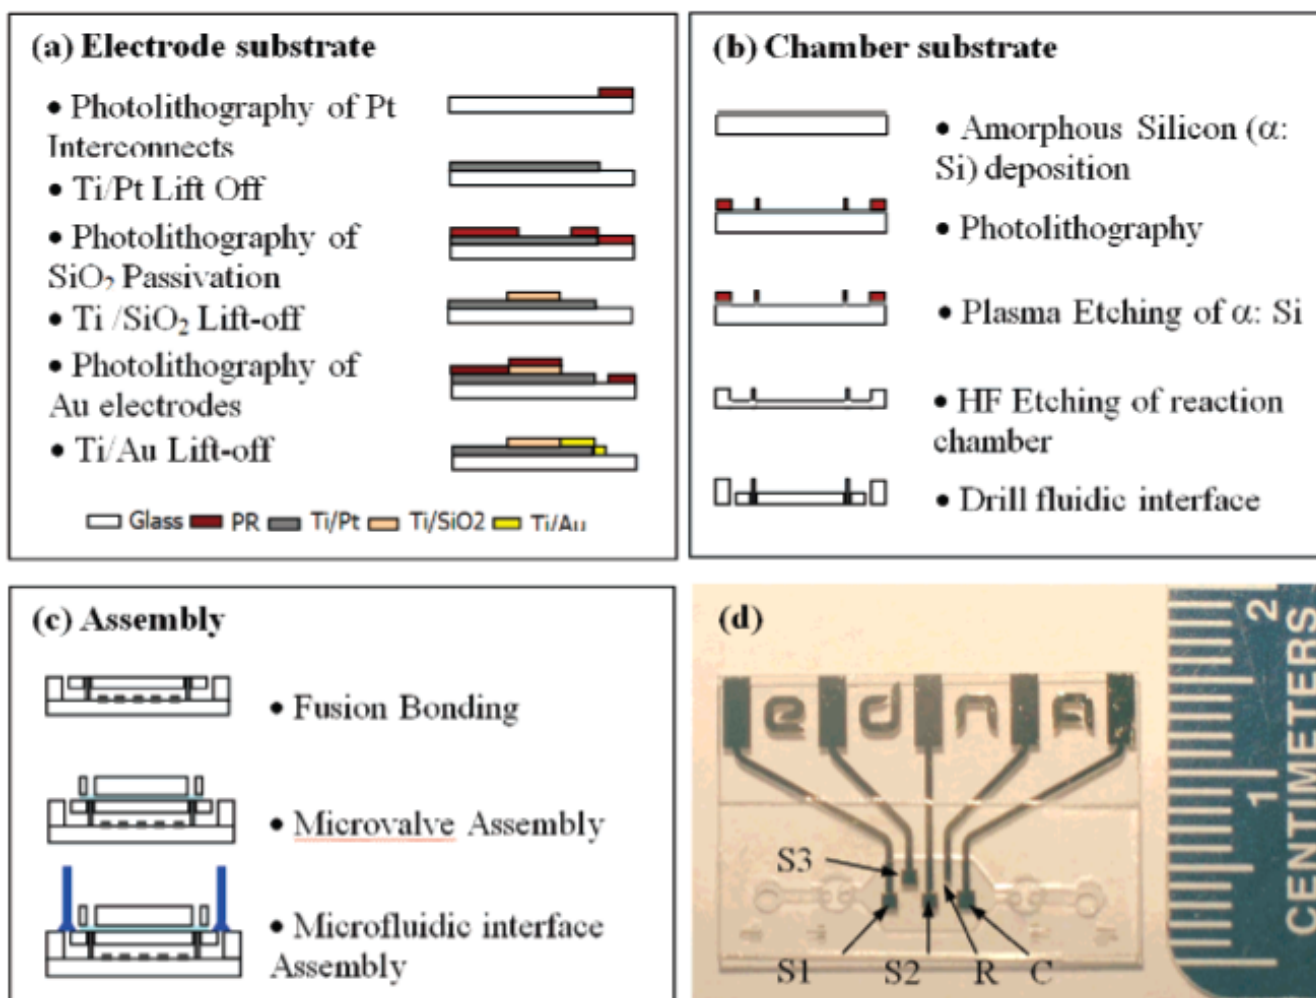 (a) Electrode substrate
• Photolithography of Pt
Interconnects
• Ti/Pt Lift Off
• Photolithography of
SiO₂ Passivation
• Ti /SiO₂ Lift-off
• Photolithography of
Au electrodes
• Ti/Au Lift-off
Glass PR Ti/Pt Ti/SiO2 Ti/Au
(b) Chamber substrate
• Amorphous Silicon (α:
Si) deposition
• Photolithography
• Plasma Etching of α: Si
• HF Etching of reaction
chamber
• Drill fluidic interface
(c) Assembly
• Fusion Bonding
• Microvalve Assembly
• Microfluidic interface
Assembly
(d)
e d n A
S3
S1 S2 R C
1 2
CENTIMETERS